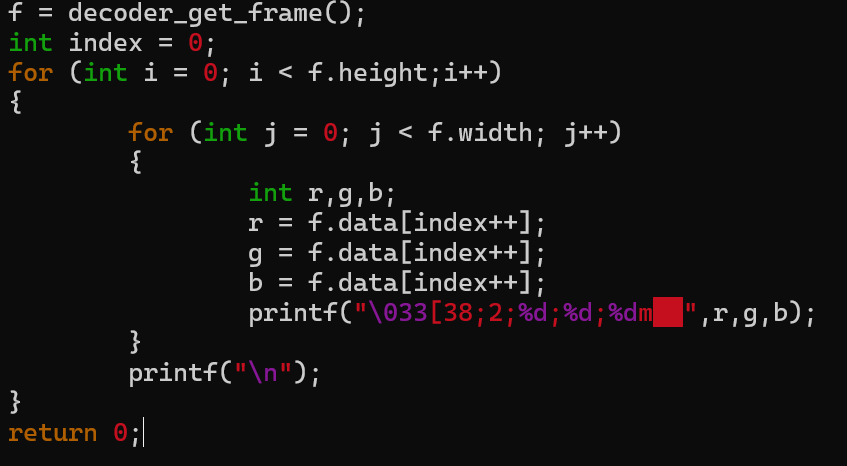 f = decoder_get_frame();
int index = 0;
for (int i = 0; i < f.height;i++)
{
        for (int j = 0; j < f.width; j++)
        {
                int r,g,b;
                r = f.data[index++];
                g = f.data[index++];
                b = f.data[index++];
                printf("\033[38;2;%d;%d;%dm██",r,g,b);
        }
        printf("\n");
}
return 0;